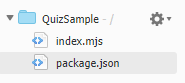 QuizSample - /
index.mjs
package.json